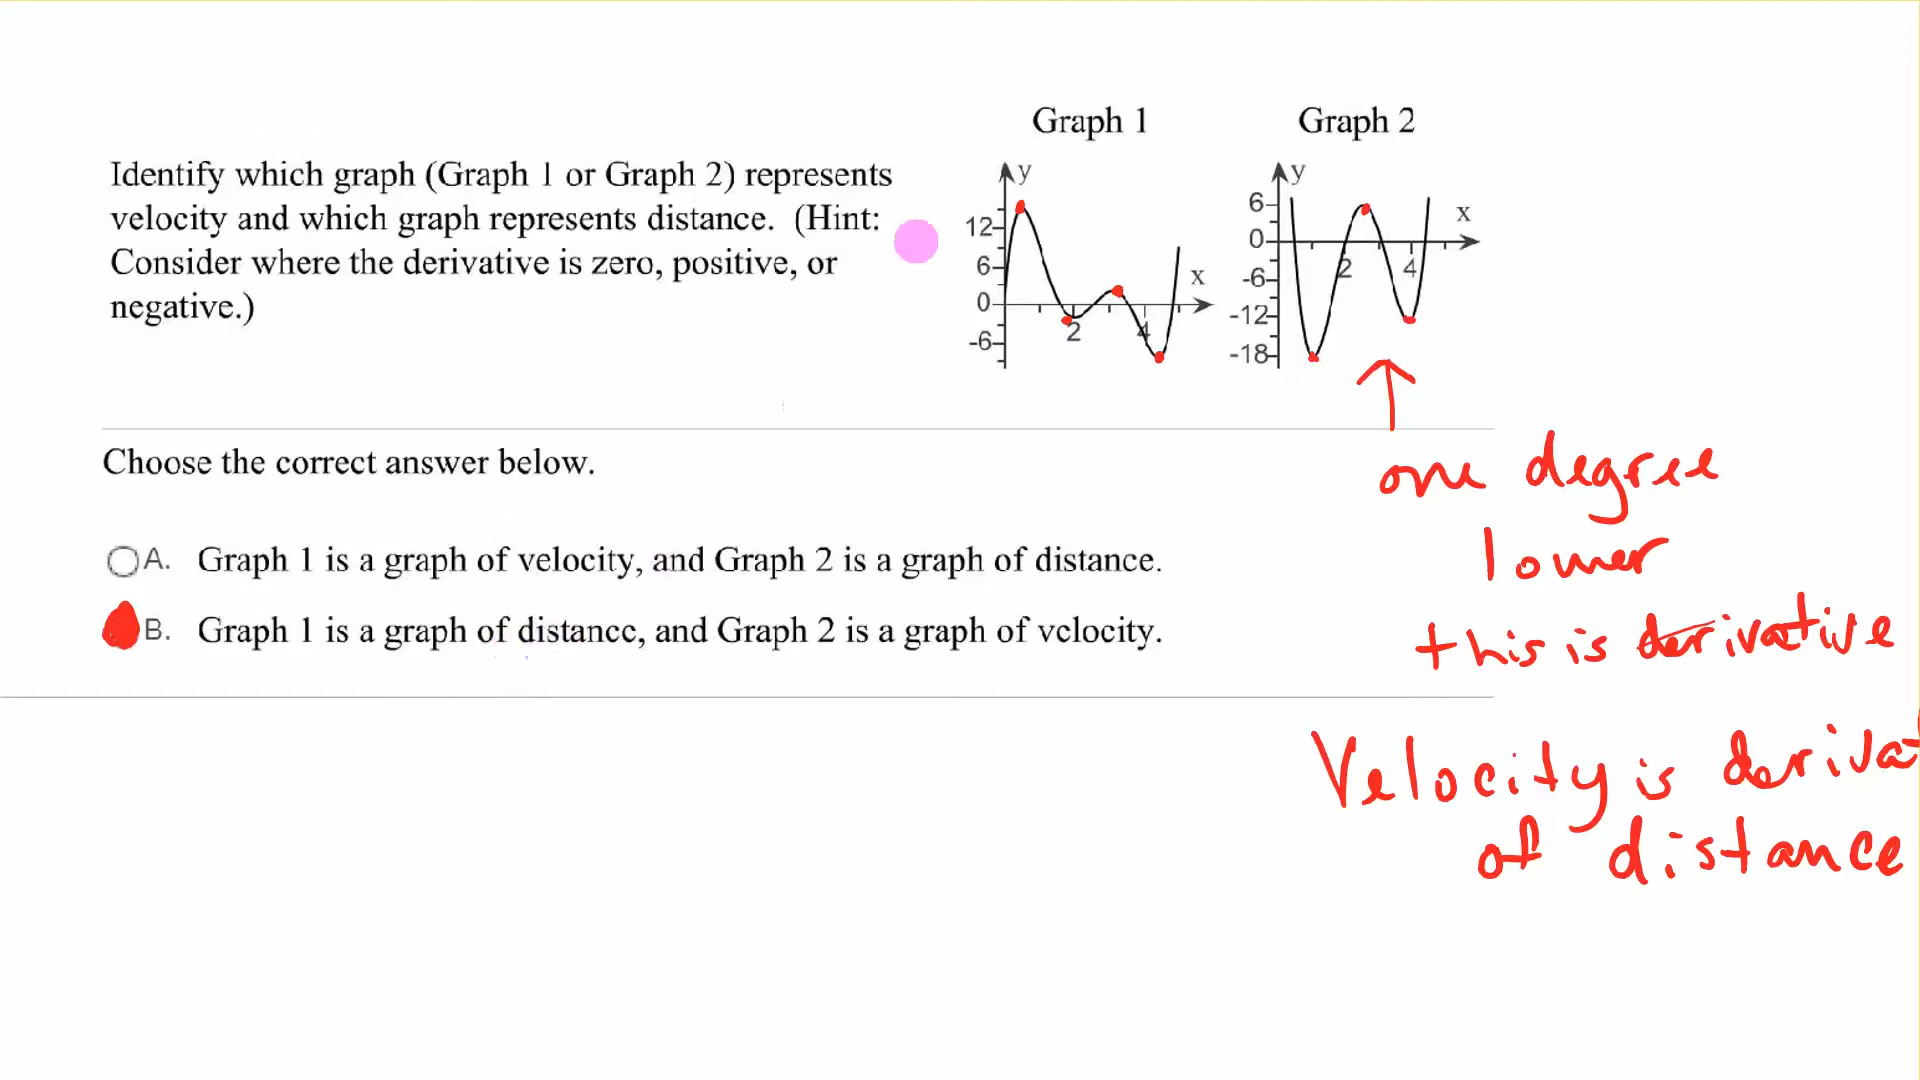 Graph 1
Graph 2
Identify which graph (Graph 1 or Graph 2) represents
velocity and which graph represents distance. (Hint:
Consider where the derivative is zero, positive, or
negative.)
y
12
6
0
-6
2
4
x
y
6
0
-6
-12
-18
2
4
x
one degree
lower
this is derivative
Velocity is derivat
of distance
Choose the correct answer below.
A. Graph 1 is a graph of velocity, and Graph 2 is a graph of distance.
B. Graph 1 is a graph of distance, and Graph 2 is a graph of velocity.